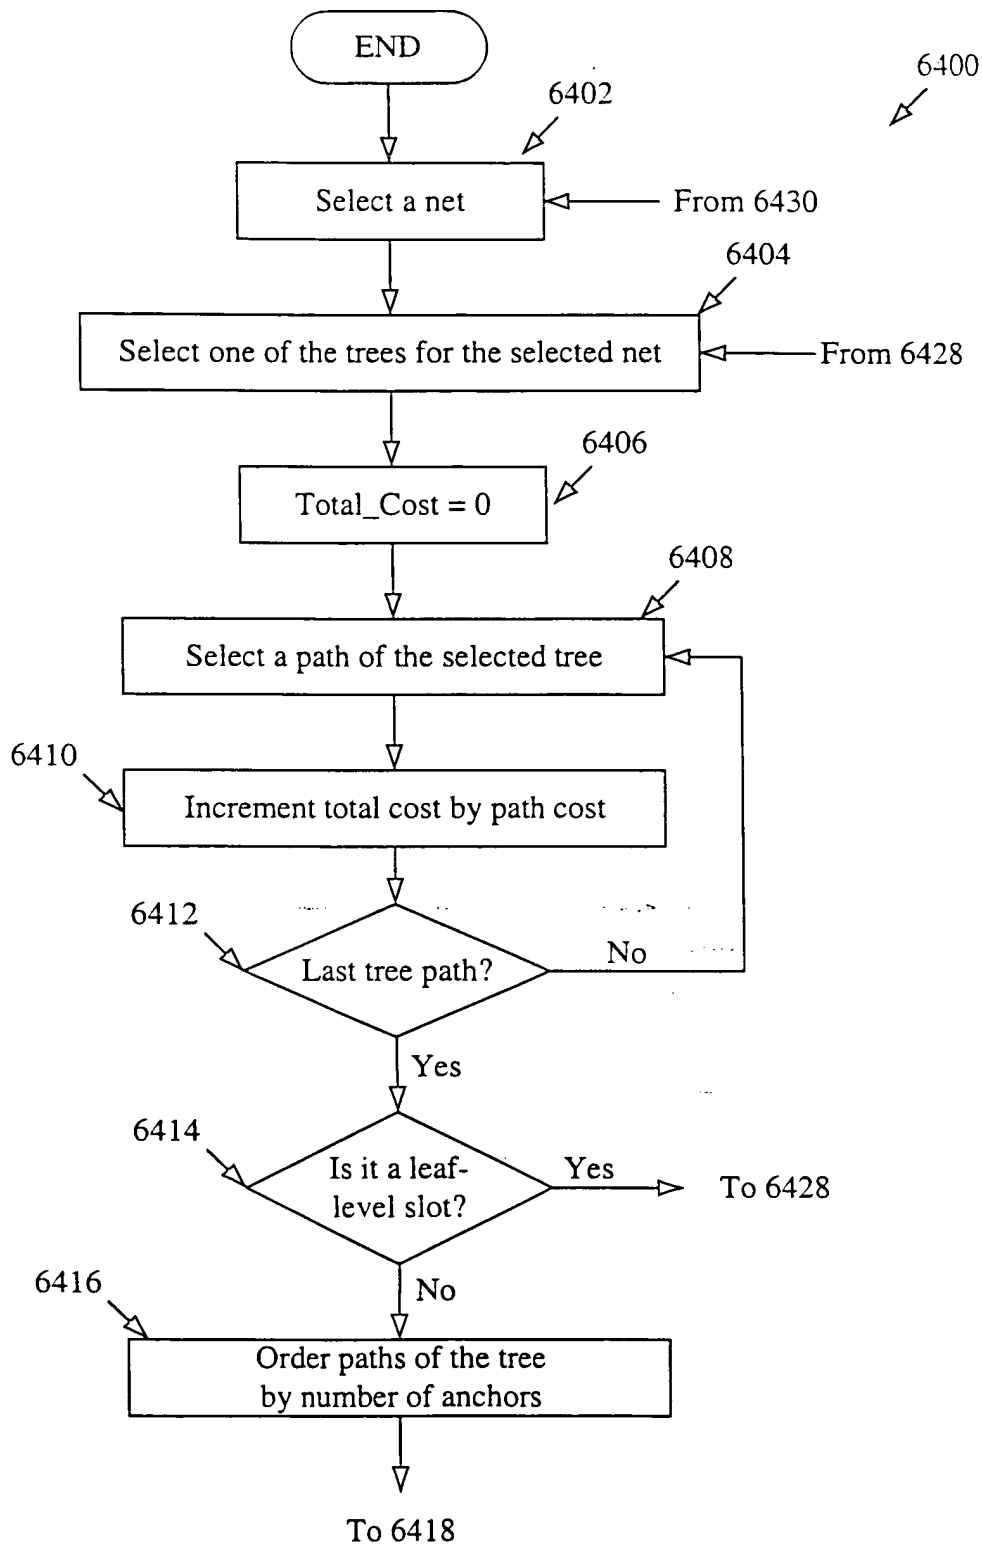 END
6400
6402
Select a net
From 6430
6404
Select one of the trees for the selected net
From 6428
6406
Total_Cost = 0
6408
Select a path of the selected tree
6410
Increment total cost by path cost
6412
Last tree path?
No
Yes
6414
Is it a leaf-
level slot?
Yes
To 6428
No
6416
Order paths of the tree
by number of anchors
To 6418